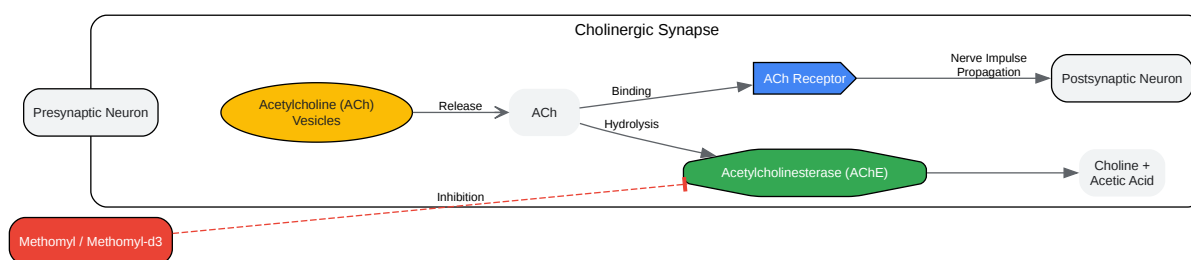 Cholinergic Synapse
Presynaptic Neuron
Acetylcholine (ACh)
Vesicles
Release
ACh
Binding
Hydrolysis
ACh Receptor
Nerve Impulse
Propagation
Postsynaptic Neuron
Acetylcholinesterase (AChE)
Choline +
Acetic Acid
Inhibition
Methomyl / Methomyl-d3